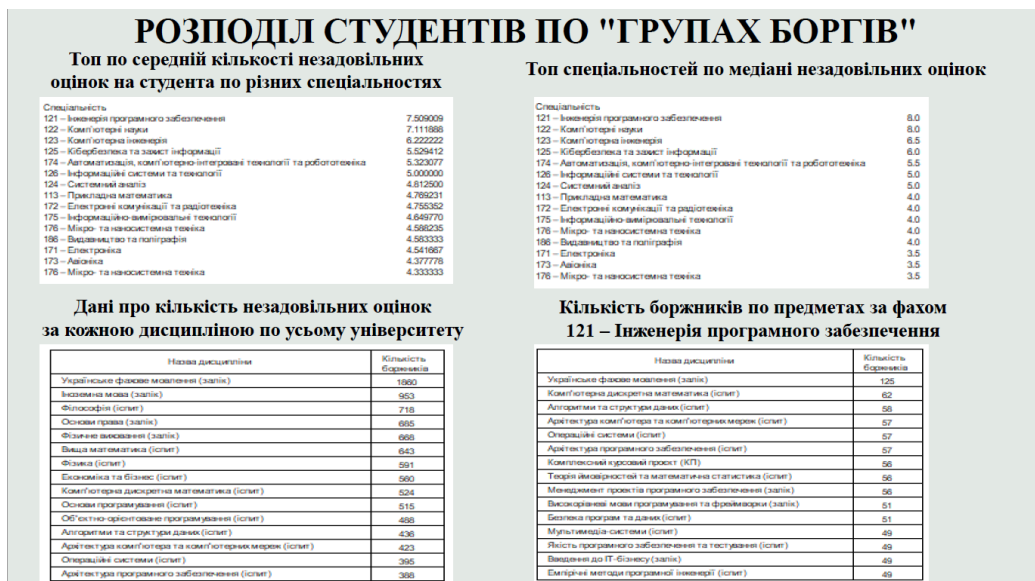 РОЗПОДІЛ СТУДЕНТІВ ПО "ГРУПАХ БОРГІВ"
Топ по середній кількості незадовільних
оцінок на студента по різних спеціальностях
Спеціальність
121 – Інженерія програмного забезпечення 7.509009
122 – Комп'ютерні науки 7.111888
123 – Комп'ютерна інженерія 6.222222
125 – Кібербезпека та захист інформації 5.529412
174 – Автоматизація, комп'ютерно-інтегровані технології та робототехніка 5.323077
126 – Інформаційні системи та технології 5.000000
124 – Системний аналіз 4.812500
113 – Прикладна математика 4.769231
172 – Електронні комунікації та радіотехніка 4.755352
175 – Інформаційно-вимірювальні технології 4.649770
176 – Мікро- та наносистемна техніка 4.588235
186 – Видавництво та поліграфія 4.583333
171 – Електроніка 4.541667
173 – Авіоніка 4.377778
176 – Мікро- та наносистемна техніка 4.333333
Топ спеціальностей по медіані незадовільних оцінок
Спеціальність
121 – Інженерія програмного забезпечення 8.0
122 – Комп'ютерні науки 8.0
123 – Комп'ютерна інженерія 6.5
125 – Кібербезпека та захист інформації 6.0
174 – Автоматизація, комп'ютерно-інтегровані технології та робототехніка 5.5
126 – Інформаційні системи та технології 5.0
124 – Системний аналіз 5.0
113 – Прикладна математика 4.0
172 – Електронні комунікації та радіотехніка 4.0
175 – Інформаційно-вимірювальні технології 4.0
176 – Мікро- та наносистемна техніка 4.0
186 – Видавництво та поліграфія 4.0
171 – Електроніка 3.5
173 – Авіоніка 3.5
176 – Мікро- та наносистемна техніка 3.5
Дані про кількість незадовільних оцінок
за кожною дисципліною по усьому університету
Назва дисципліни Кількість
боржників
Українське фахове мовлення (залік) 1860
Іноземна мова (залік) 953
Філософія (іспит) 718
Основи права (залік) 685
Фізичне виховання (залік) 668
Вища математика (іспит) 643
Фізика (іспит) 591
Економіка та бізнес (іспит) 560
Комп'ютерна дискретна математика (іспит) 524
Основи програмування (іспит) 515
Об'єктно-орієнтоване програмування (іспит) 488
Алгоритми та структури даних (іспит) 436
Архітектура комп'ютера та комп'ютерних мереж (іспит) 423
Операційні системи (іспит) 395
Архітектура програмного забезпечення (іспит) 388
Кількість боржників по предметах за фахом
121 – Інженерія програмного забезпечення
Назва дисципліни Кількість
боржників
Українське фахове мовлення (залік) 125
Комп'ютерна дискретна математика (іспит) 62
Алгоритми та структури даних (іспит) 58
Архітектура комп'ютера та комп'ютерних мереж (іспит) 57
Операційні системи (іспит) 57
Архітектура програмного забезпечення (іспит) 57
Комплексний курсовий проєкт (КП) 56
Теорія ймовірностей та математична статистика (іспит) 56
Менеджмент проектів програмного забезпечення (залік) 56
Високорівневі мови програмування та фреймворки (залік) 51
Безпека програм та даних (іспит) 51
Мультимедіа-системи (іспит) 49
Якість програмного забезпечення та тестування (іспит) 49
Введення до ІТ-бізнесу (залік) 49
Емпіричні методи програмної інженерії (іспит) 49